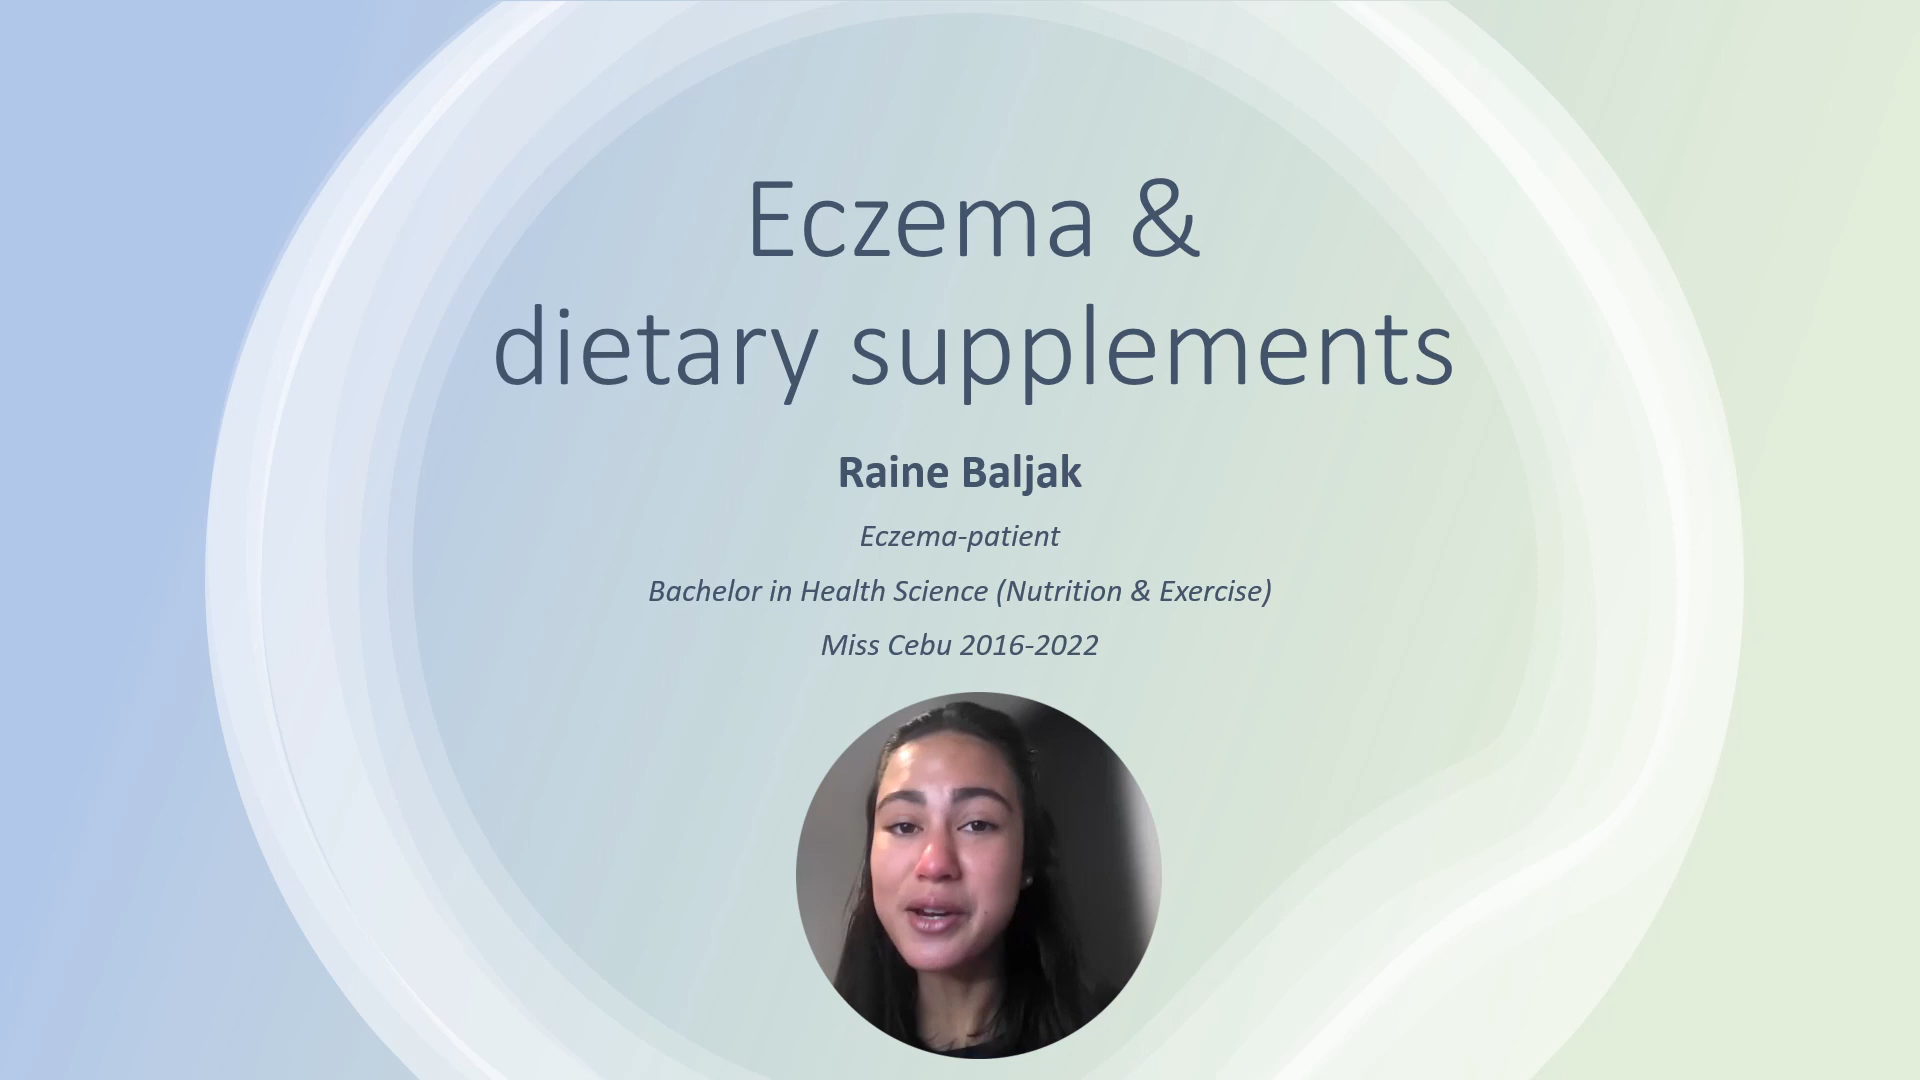 Eczema &
dietary supplements
Raine Baljak
Eczema-patient
Bachelor in Health Science (Nutrition & Exercise)
Miss Cebu 2016-2022